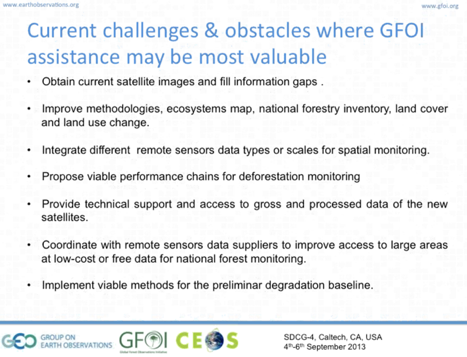 www.earthobservations.org
www.gfoi.org
Current challenges & obstacles where GFOI
assistance may be most valuable
• Obtain current satellite images and fill information gaps .
• Improve methodologies, ecosystems map, national forestry inventory, land cover
and land use change.
• Integrate different remote sensors data types or scales for spatial monitoring.
• Propose viable performance chains for deforestation monitoring
• Provide technical support and access to gross and processed data of the new
satellites.
• Coordinate with remote sensors data suppliers to improve access to large areas
at low-cost or free data for national forest monitoring.
• Implement viable methods for the preliminar degradation baseline.
GEO GROUP ON
EARTH OBSERVATIONS
GFOI
Global Forest Observations Initiative
CEOS
SDCG-4, Caltech, CA, USA
4th-6th September 2013